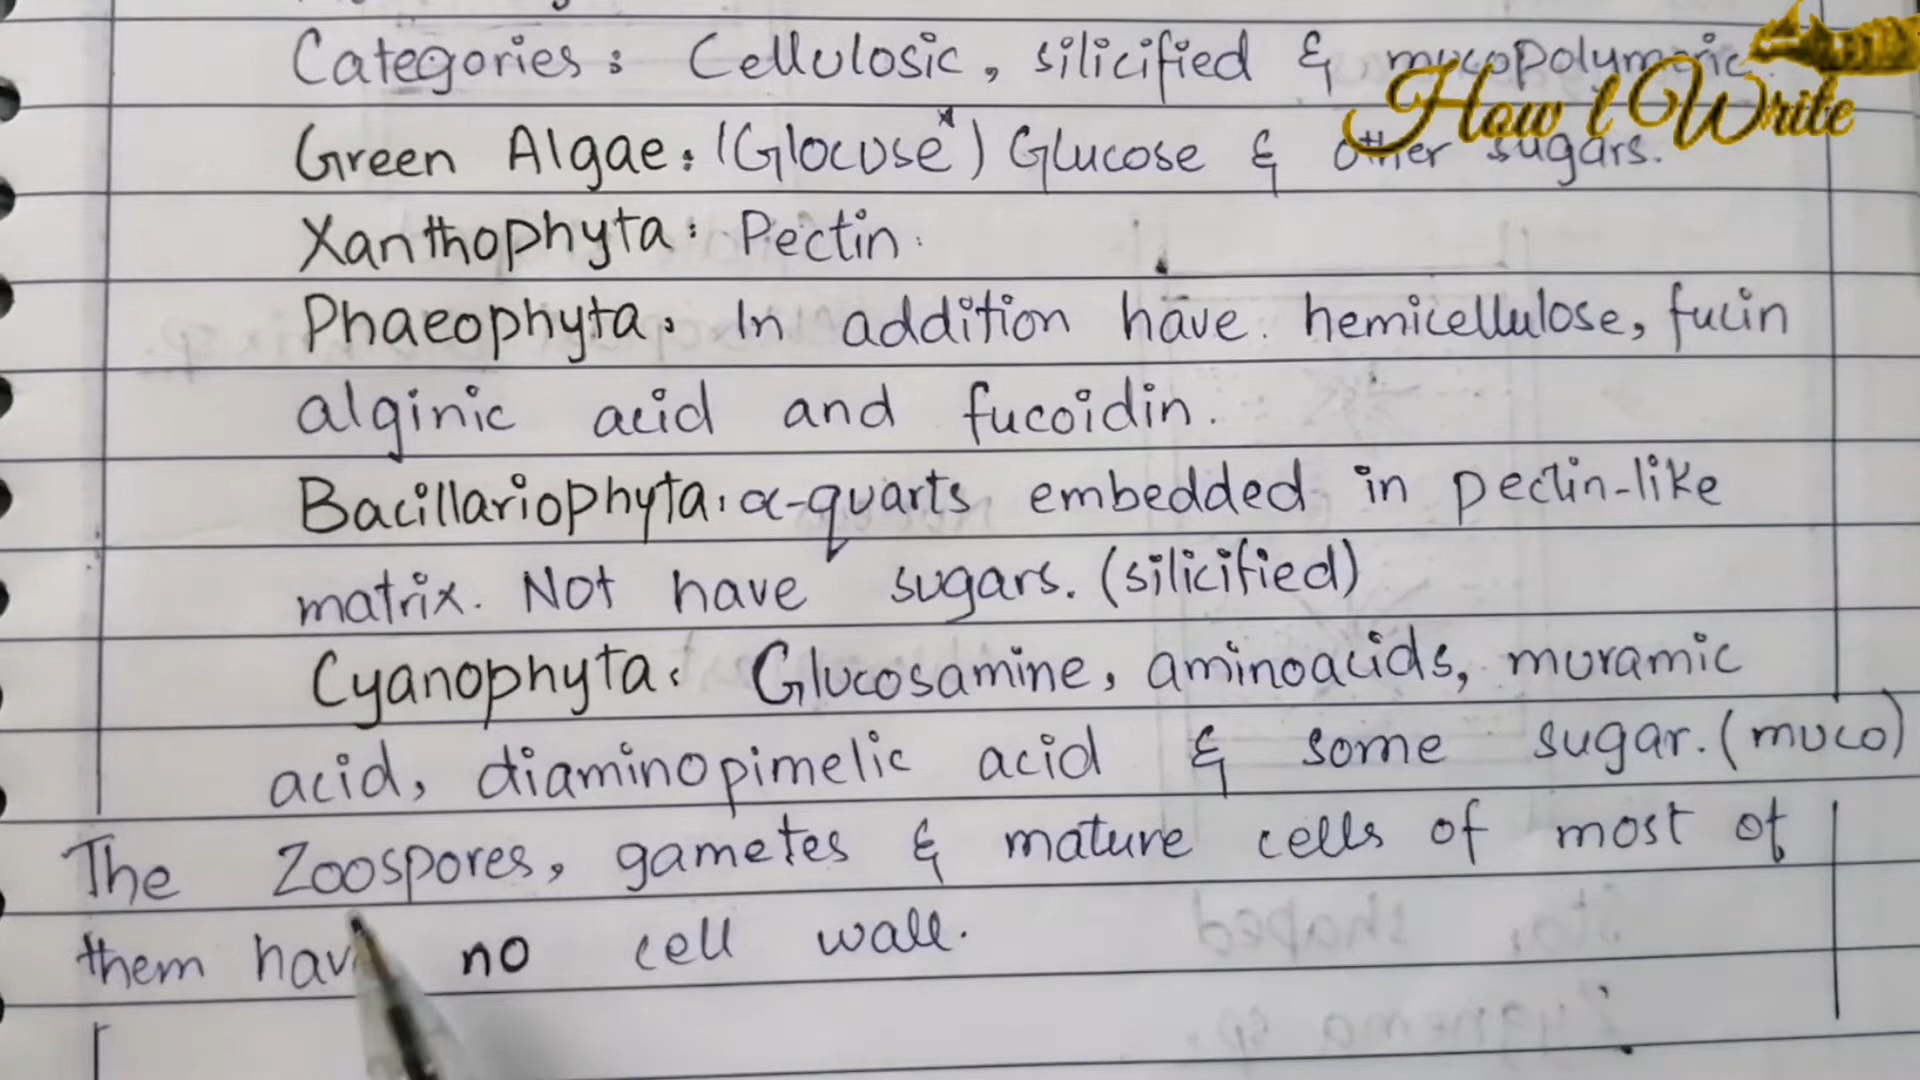 Categories: Cellulosic, silicified & mucopolymeric.
How I Write
Green Algae: (Glocuse*) Glucose & other sugars.
Xanthophyta: Pectin.
Phaeophyta: In addition have hemicellulose, fucin
alginic acid and fucoidin.
Bacillariophyta: α-quarts embedded in pectin-like
matrix. Not have sugars. (silicified)
Cyanophyta: Glucosamine, aminoacids, muramic
acid, diaminopimelic acid & some sugar. (muco)
The Zoospores, gametes & mature cells of most of
them have no cell wall.